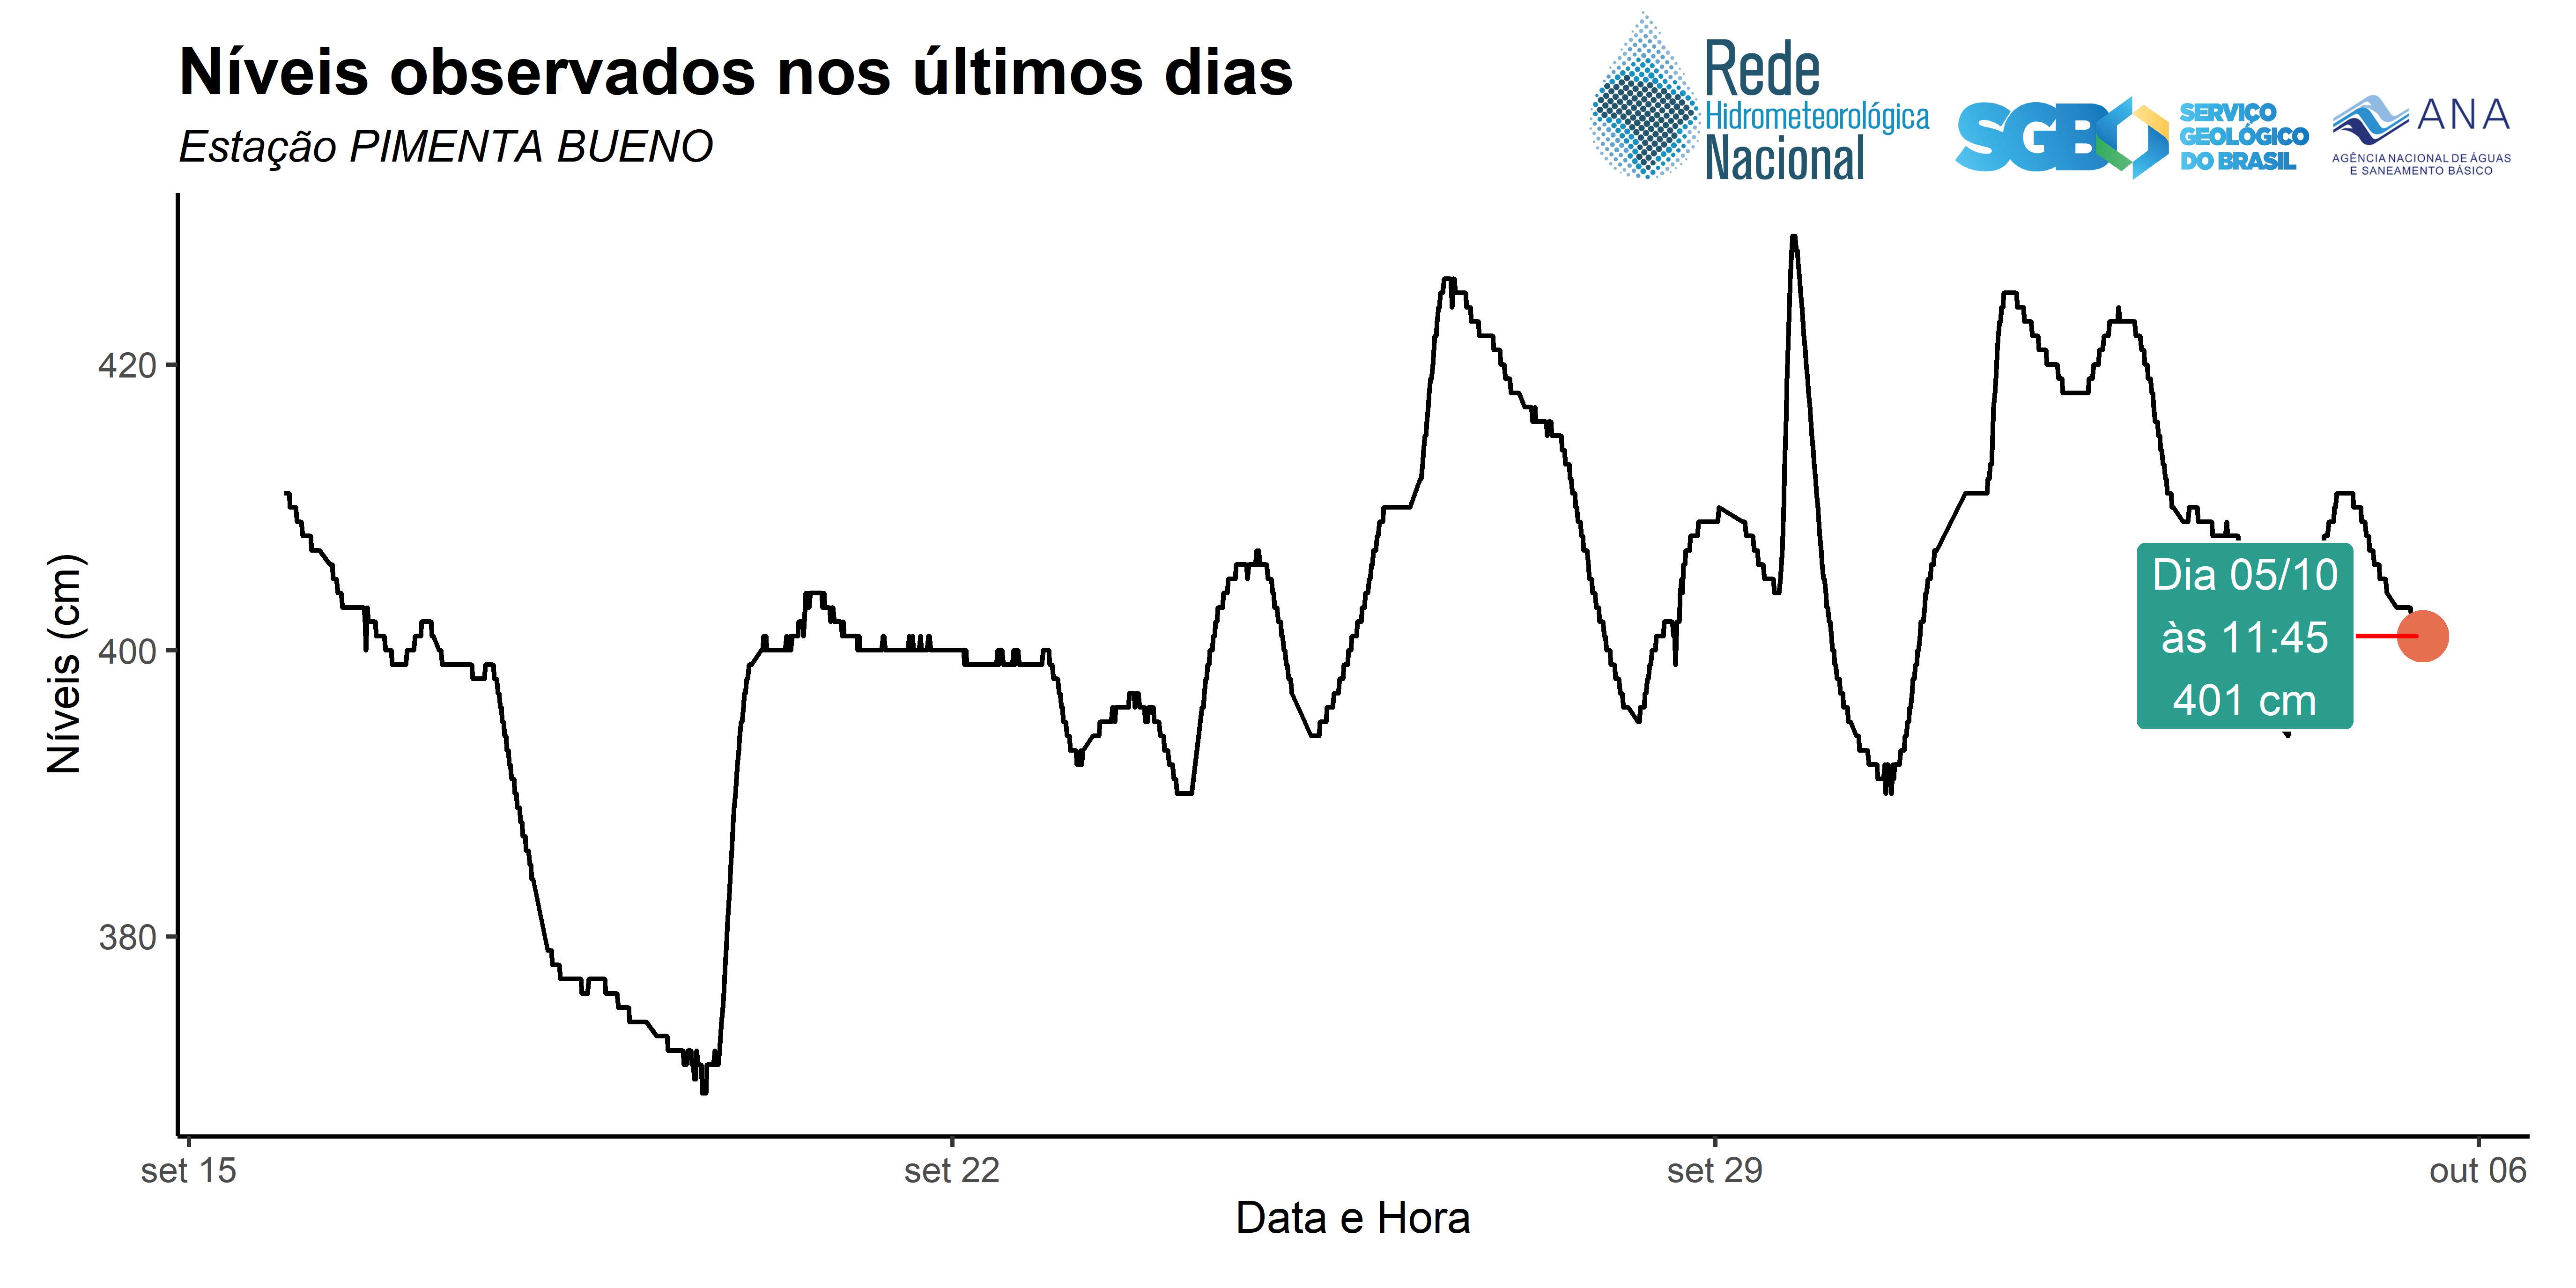 Níveis observados nos últimos dias
Estação PIMENTA BUENO
Rede
Hidrometeorológica
Nacional
SGB
SERVIÇO
GEOLÓGICO
DO BRASIL
ANA
AGÊNCIA NACIONAL DE ÁGUAS
E SANEAMENTO BÁSICO
Níveis (cm)
420
400
380
Dia 05/10
às 11:45
401 cm
set 15
set 22
set 29
out 06
Data e Hora